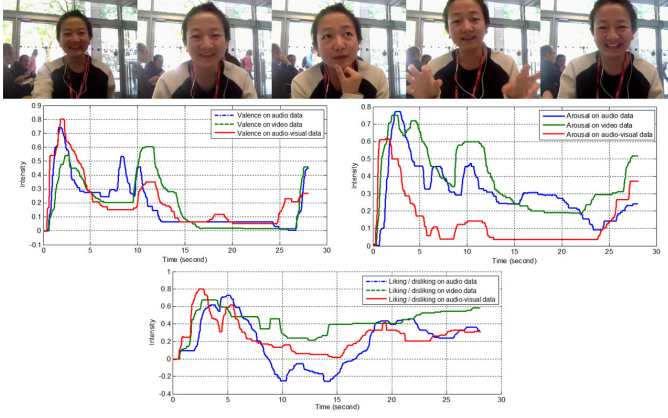 Valence on audio data
Valence on video data
Valence on audio-visual data
Intensity
0.9
0.8
0.7
0.6
0.5
0.4
0.3
0.2
0.1
0
-0.1
0 5 10 15 20 25 30
Time (second)
Arousal on audio data
Arousal on video data
Arousal on audio-visual data
Intensity
0.8
0.7
0.6
0.5
0.4
0.3
0.2
0.1
0
0 5 10 15 20 25 30
Time (second)
Liking / disliking on audio data
Liking / disliking on video data
Liking / disliking on audio-visual data
Intensity
1
0.8
0.6
0.4
0.2
0
-0.2
0.4
0 5 10 15 20 25 30
Time (second)